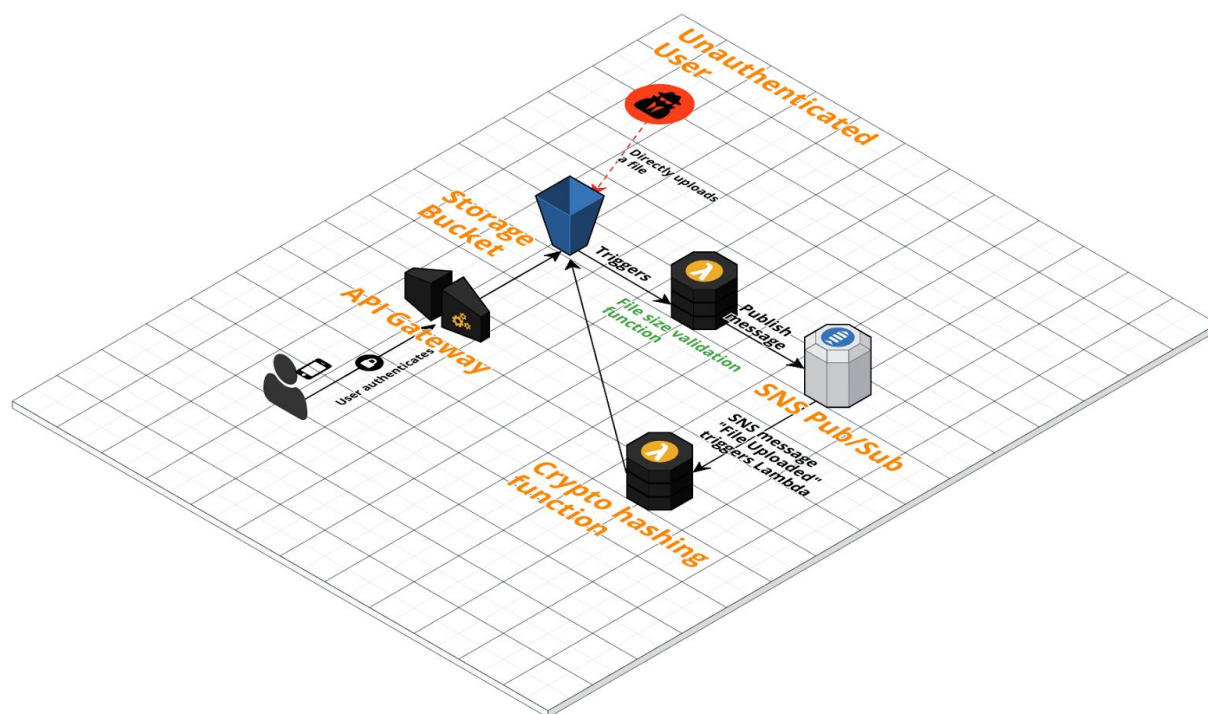 Unauthenticated
User
Directly uploads
a file
Storage
Bucket
Triggers
File size validation
function
Publish
message
API Gateway
User authenticates
SNS Pub/Sub
SNS message
"File Uploaded"
triggers Lambda
Crypto hashing
function